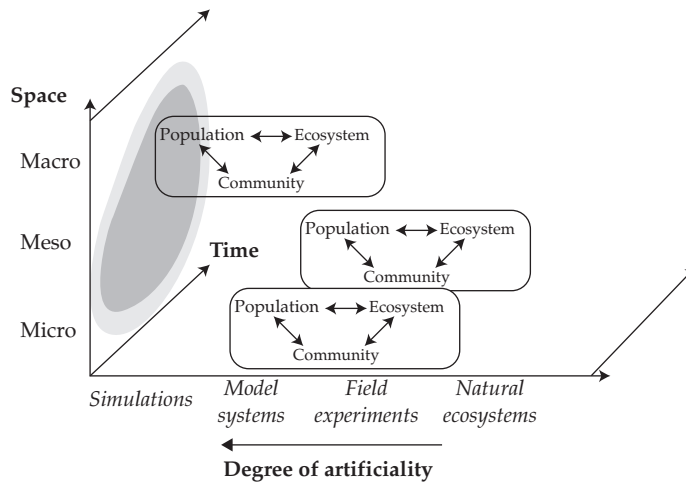 Space
Macro
Population Ecosystem
Community
Meso
Time
Population Ecosystem
Community
Micro
Population Ecosystem
Community
Simulations
Model
systems
Field
experiments
Natural
ecosystems
Degree of artificiality